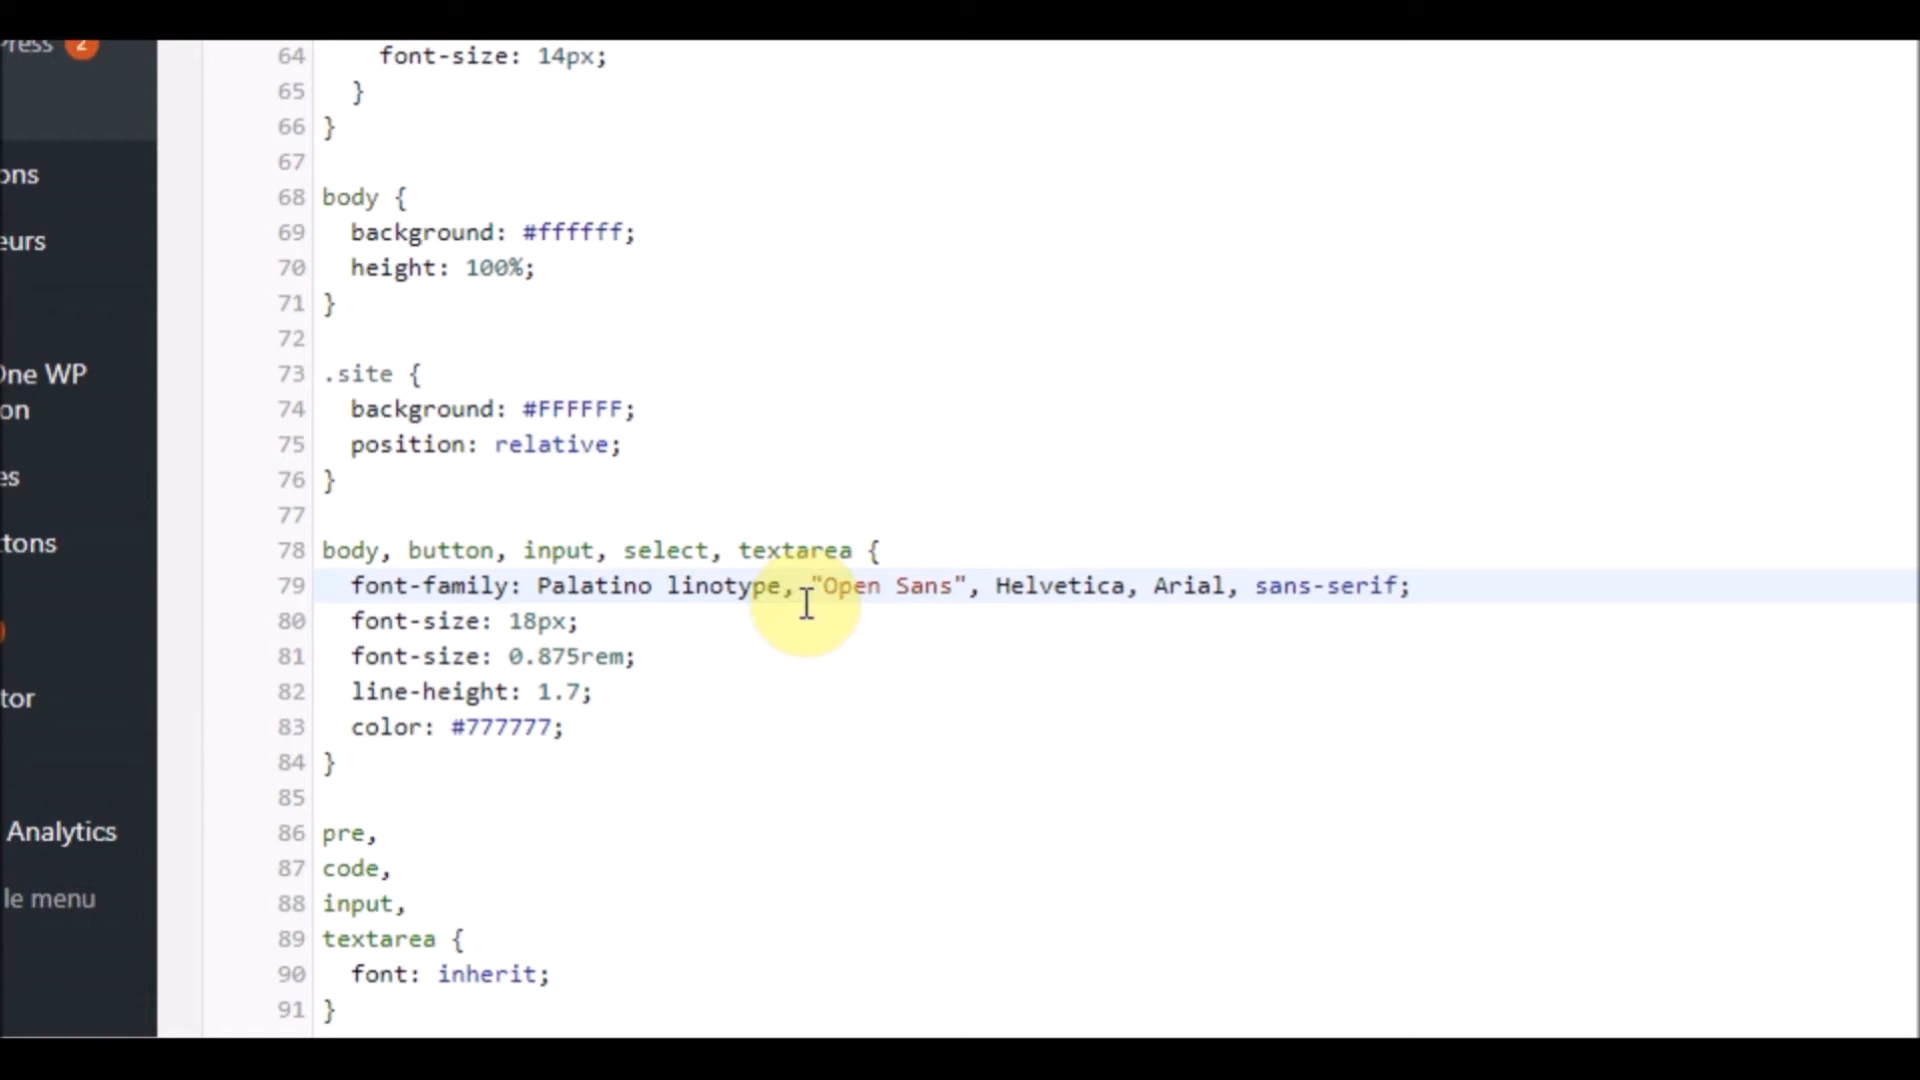 Press 2
ons
eurs
One WP
on
es
ttons
tor
Analytics
le menu
64 font-size: 14px;
65 }
66 }
67
68 body {
69 background: #ffffff;
70 height: 100%;
71 }
72
73 .site {
74 background: #FFFFFF;
75 position: relative;
76 }
77
78 body, button, input, select, textarea {
79 font-family: Palatino linotype, "Open Sans", Helvetica, Arial, sans-serif;
80 font-size: 18px;
81 font-size: 0.875rem;
82 line-height: 1.7;
83 color: #777777;
84 }
85
86 pre,
87 code,
88 input,
89 textarea {
90 font: inherit;
91 }